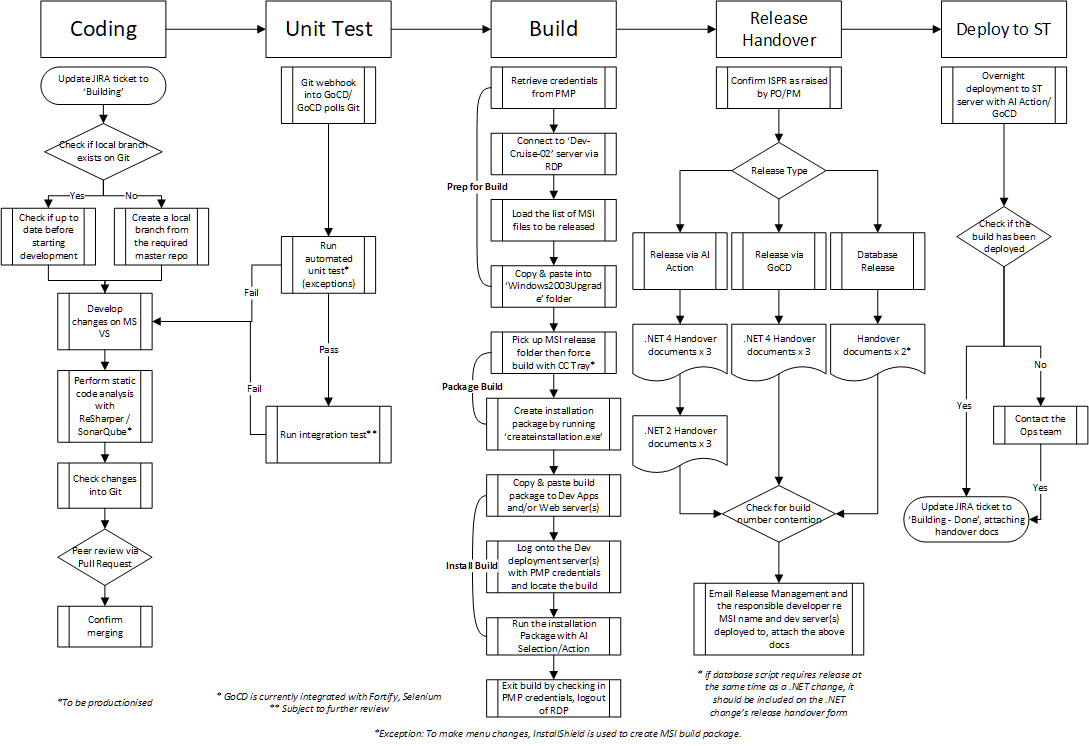 Coding
Unit Test
Build
Release
Handover
Deploy to ST
Update JIRA ticket to
'Building'
Check if local branch
exists on Git
Yes
No
Check if up to
date before
starting
development
Create a local
branch from
the required
master repo
Develop
changes on MS
VS
Perform static
code analysis
with
ReSharper /
SonarQube*
Check changes
into Git
Peer review via
Pull Request
Confirm
merging
*To be productionised
Git webhook
into GoCD/
GoCD polls Git
Run
automated
unit test*
(exceptions)
Fail
Pass
Fail
Run integration test**
* GoCD is currently integrated with Fortify, Selenium
** Subject to further review
Retrieve credentials
from PMP
Connect to 'Dev-
Cruise-02' server via
RDP
Prep for Build
Load the list of MSI
files to be released
Copy & paste into
'Windows2003Upgrad
e' folder
Pick up MSI release
folder then force
build with CC Tray*
Package Build
Create installation
package by running
'createinstallation.exe'
Copy & paste build
package to Dev Apps
and/or Web server(s)
Install Build
Log onto the Dev
deployment server(s)
with PMP credentials
and locate the build
Run the installation
Package with AI
Selection/Action
Exit build by checking in
PMP credentials, logout
of RDP
*Exception: To make menu changes, InstallShield is used to create MSI build package.
Confirm ISPR as raised
by PO/PM
Release Type
Release via AI
Action
Release via
GoCD
Database
Release
.NET 4 Handover
documents x 3
.NET 4 Handover
documents x 3
Handover
documents x 2*
.NET 2 Handover
documents x 3
Check for build
number contention
Email Release Management and
the responsible developer re
MSI name and dev server(s)
deployed to, attach the above
docs
* If database script requires release at
the same time as a .NET change, it
should be included on the .NET
change's release handover form
Overnight
deployment to ST
server with AI Action/
GoCD
Check if the
build has been
deployed
No
Yes
Contact the
Ops team
Yes
Update JIRA ticket to
'Building - Done', attaching
handover docs